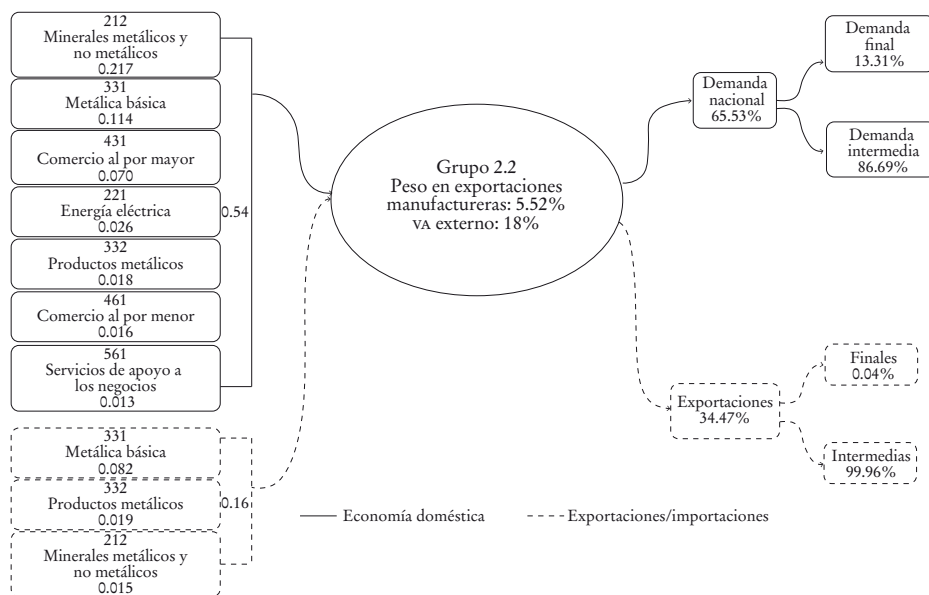 212
Minerales metálicos y
no metálicos
0.217
331
Metálica básica
0.114
431
Comercio al por mayor
0.070
221
Energía eléctrica
0.026
332
Productos metálicos
0.018
461
Comercio al por menor
0.016
561
Servicios de apoyo a
los negocios
0.013
0.54
331
Metálica básica
0.082
332
Productos metálicos
0.019
212
Minerales metálicos y
no metálicos
0.015
0.16
Grupo 2.2
Peso en exportaciones
manufactureras: 5.52%
VA externo: 18%
Demanda
nacional
65.53%
Demanda
final
13.31%
Demanda
intermedia
86.69%
Exportaciones
34.47%
Finales
0.04%
Intermedias
99.96%
Economía doméstica
Exportaciones/importaciones